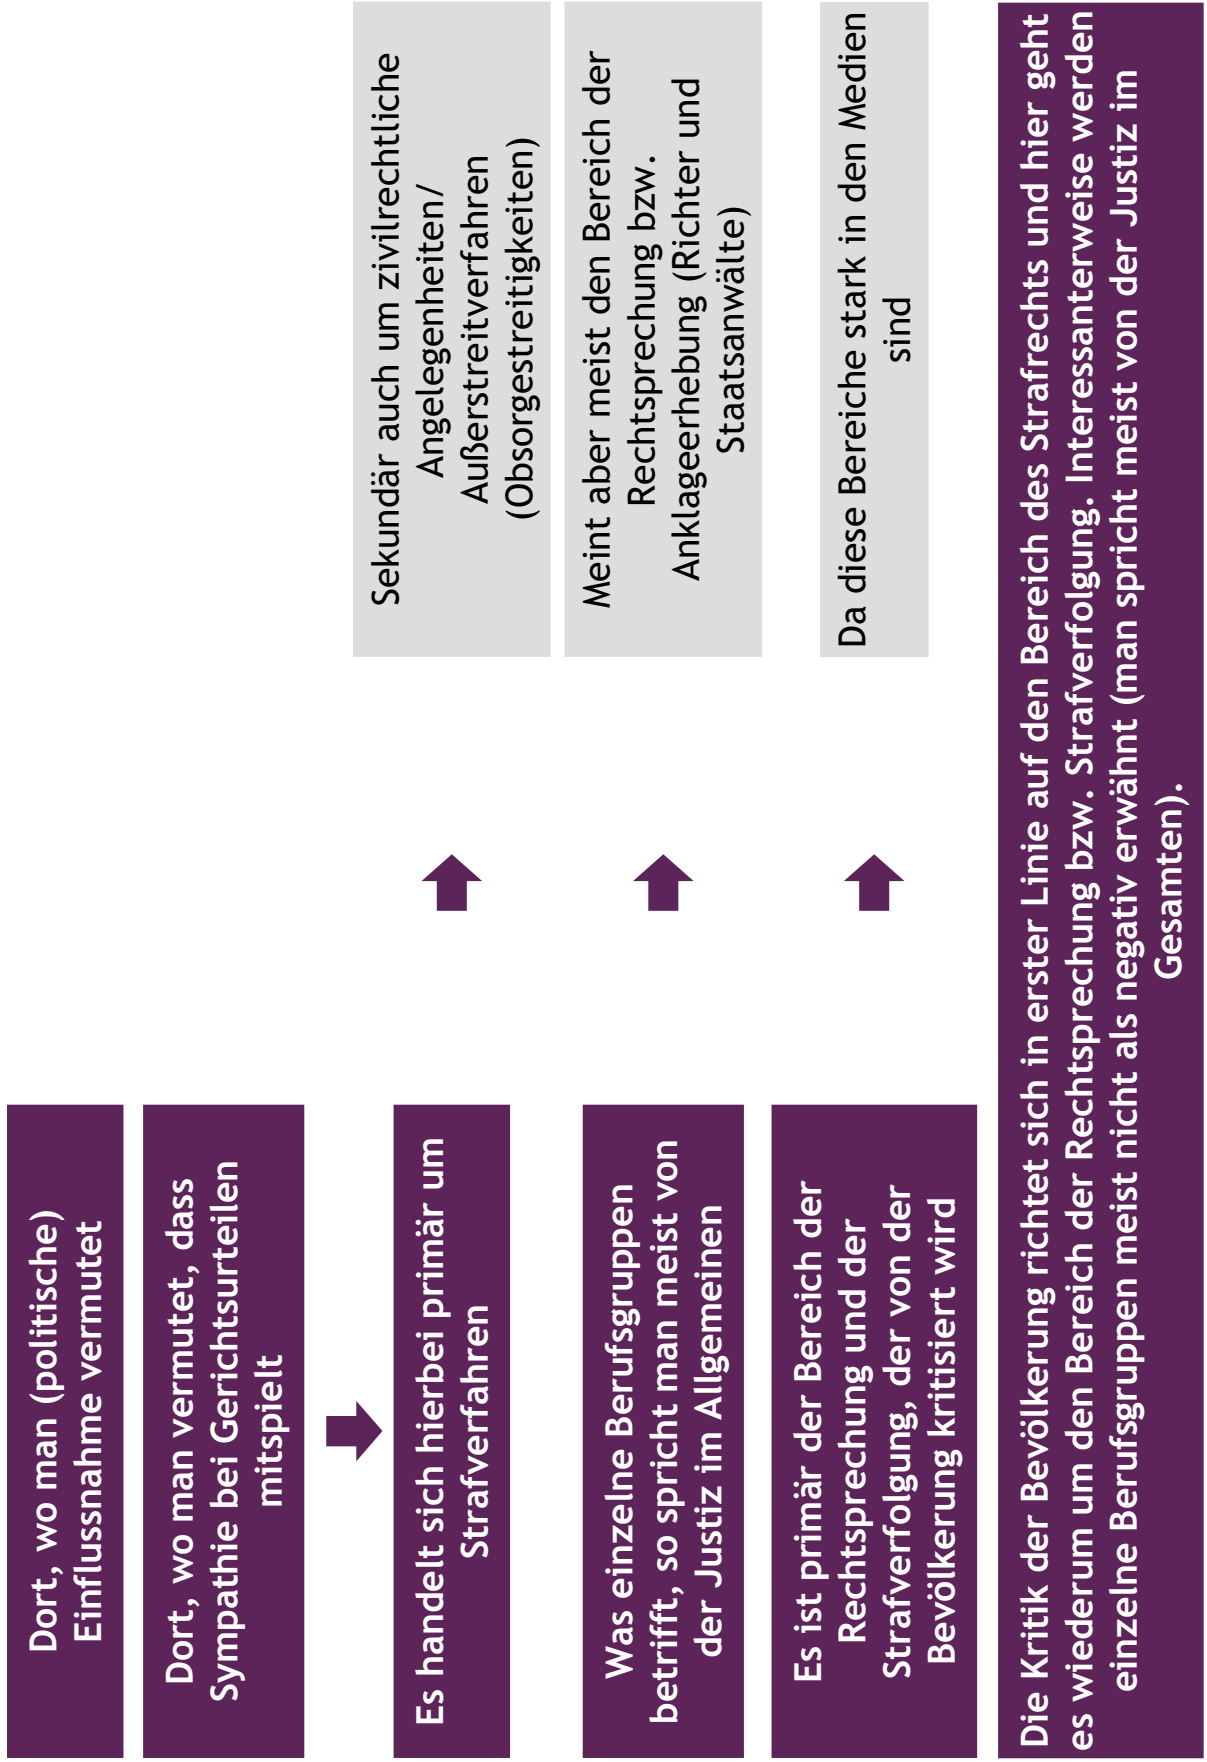 Dort, wo man (politische)
Einflussnahme vermutet
Dort, wo man vermutet, dass
Sympathie bei Gerichtsurteilen
mitspielt
Es handelt sich hierbei primär um
Strafverfahren
Sekundär auch um zivilrechtliche
Angelegenheiten/
Außerstreitverfahren
(Obsorgestreitigkeiten)
Was einzelne Berufsgruppen
betrifft, so spricht man meist von
der Justiz im Allgemeinen
Meint aber meist den Bereich der
Rechtsprechung bzw.
Anklageerhebung (Richter und
Staatsanwälte)
Es ist primär der Bereich der
Rechtsprechung und der
Strafverfolgung, der von der
Bevölkerung kritisiert wird
Da diese Bereiche stark in den Medien
sind
Die Kritik der Bevölkerung richtet sich in erster Linie auf den Bereich des Strafrechts und hier geht
es wiederum um den Bereich der Rechtsprechung bzw. Strafverfolgung. Interessanterweise werden
einzelne Berufsgruppen meist nicht als negativ erwähnt (man spricht meist von der Justiz im
Gesamten).